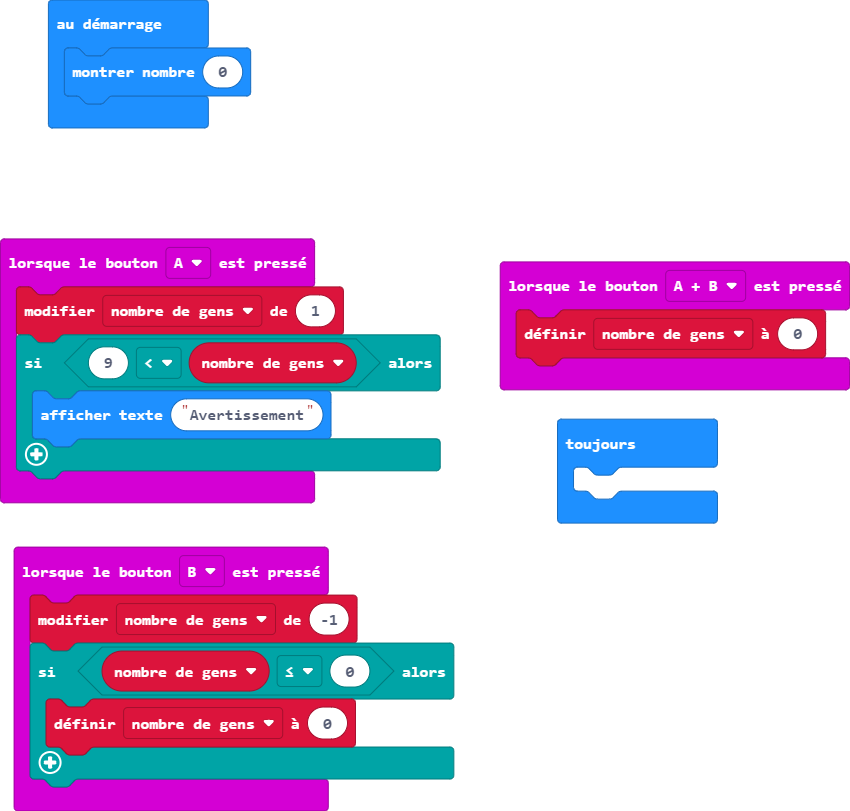 au démarrage
montrer nombre 0
lorsque le bouton A est pressé
modifier nombre de gens de 1
si 9 < nombre de gens alors
afficher texte "Avertissement"
lorsque le bouton A + B est pressé
définir nombre de gens à 0
toujours
lorsque le bouton B est pressé
modifier nombre de gens de -1
si nombre de gens ≤ 0 alors
définir nombre de gens à 0